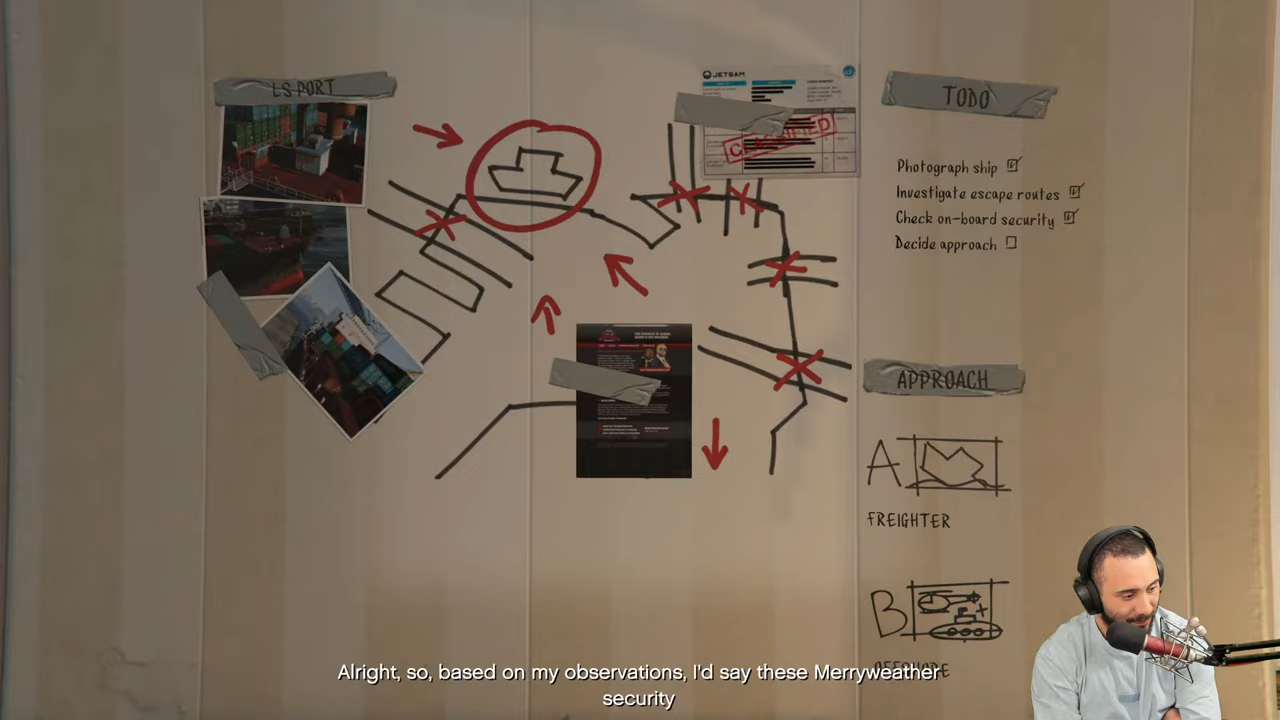 LS PORT
JETSAM
CLASSIFIED
TODO
Photograph ship
Investigate escape routes
Check on-board security
Decide approach
APPROACH
A
FREIGHTER
B
OFFSHORE
Alright, so, based on my observations, I'd say these Merryweather
security